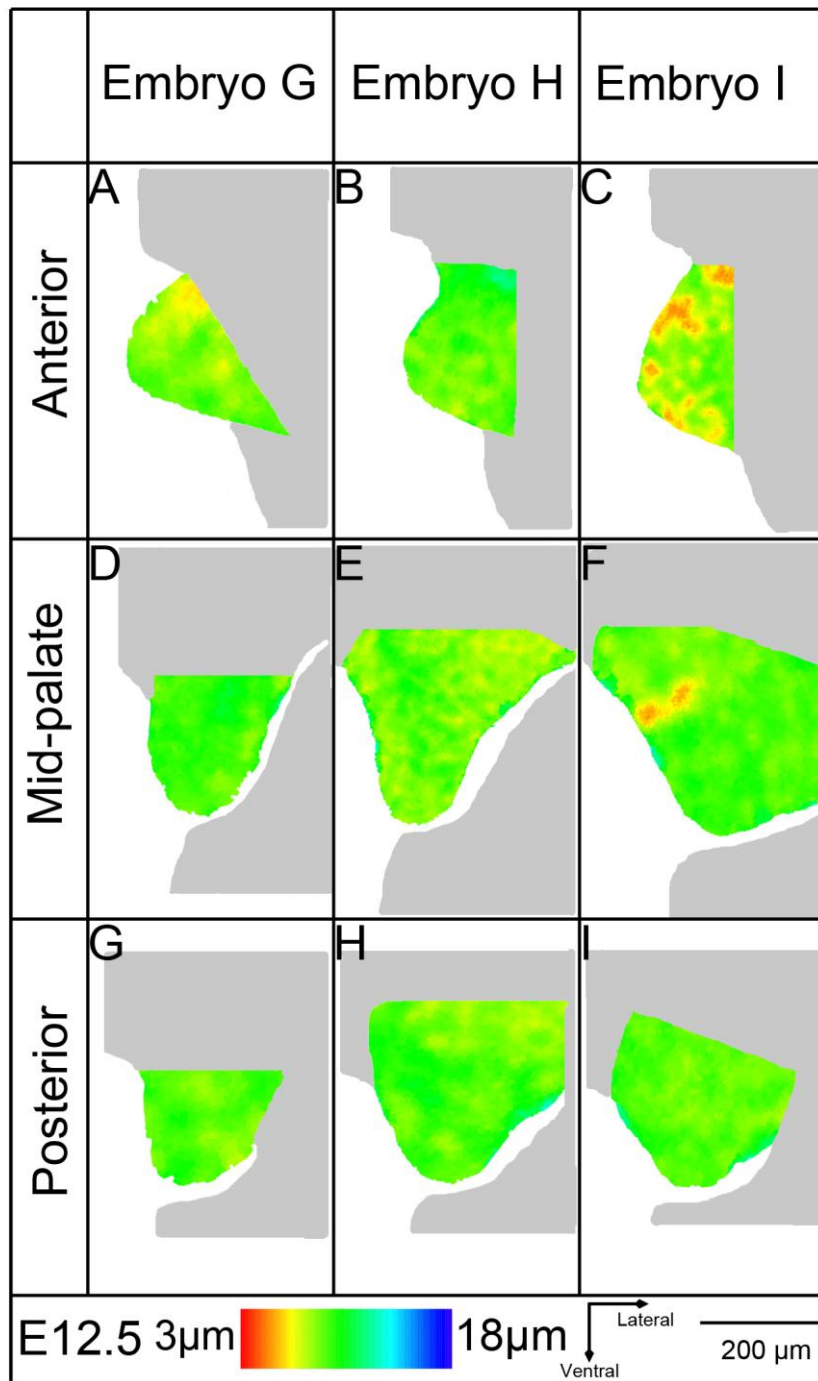 Embryo G Embryo H Embryo I
Anterior
A B C
Mid-palate
D E F
Posterior
G H I
E12.5 3μm 18μm
Lateral
Ventral
200 μm